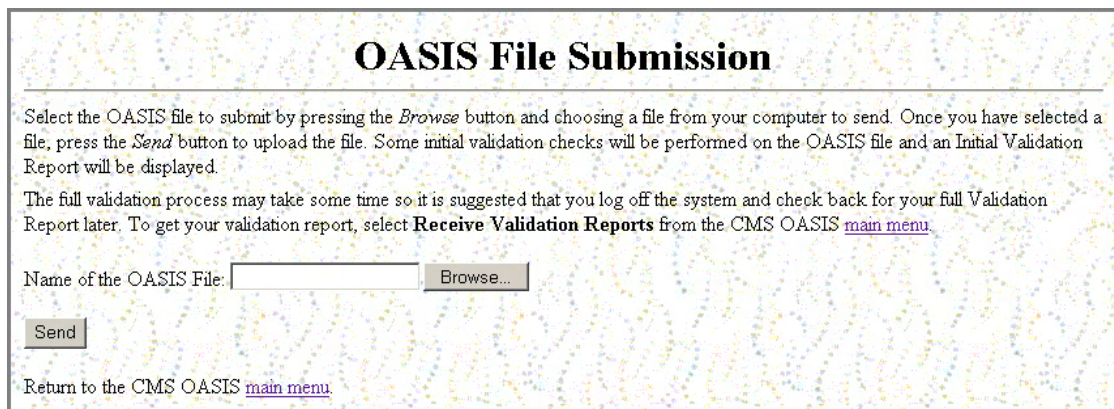 OASIS File Submission
Select the OASIS file to submit by pressing the Browse button and choosing a file from your computer to send. Once you have selected a
file, press the Send button to upload the file. Some initial validation checks will be performed on the OASIS file and an Initial Validation
Report will be displayed.
The full validation process may take some time so it is suggested that you log off the system and check back for your full Validation
Report later. To get your validation report, select Receive Validation Reports from the CMS OASIS main menu.
Name of the OASIS File: Browse...
Send
Return to the CMS OASIS main menu.